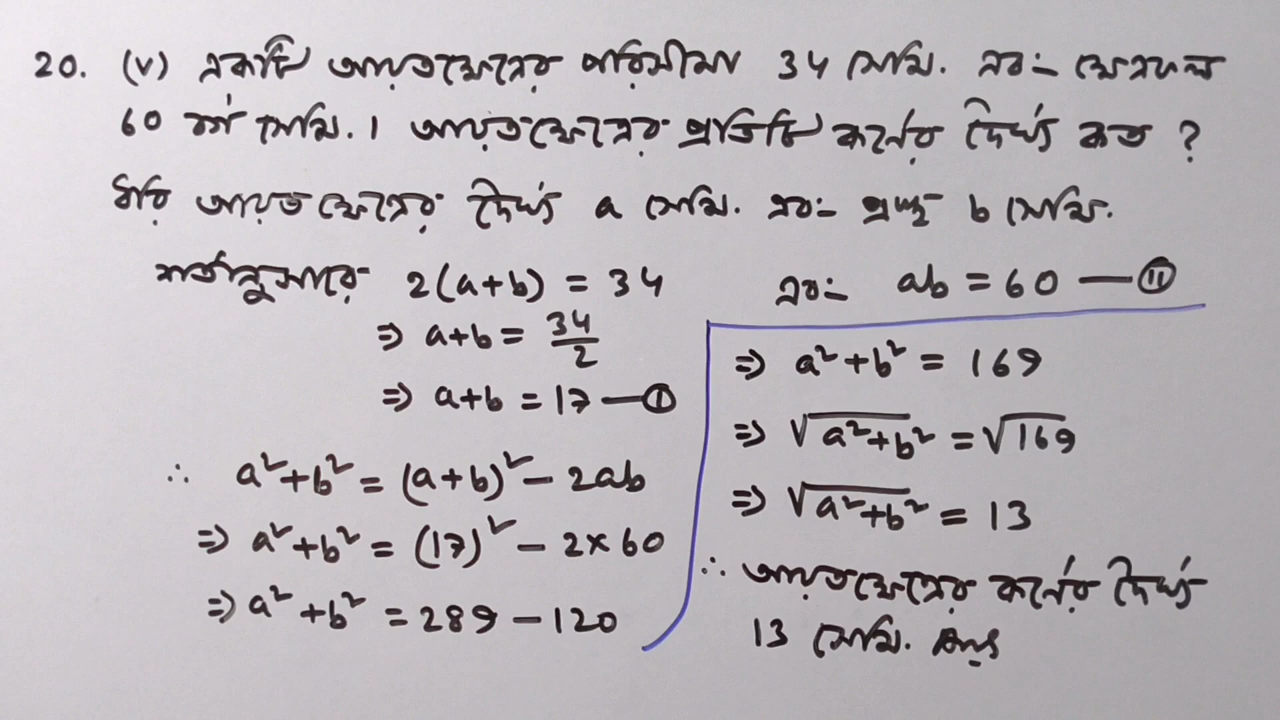 20. (v) একটি আয়তক্ষেত্রের পরিসীমা 34 সেমি. এবং ক্ষেত্রফল
60 বর্গ সেমি.। আয়তক্ষেত্রের প্রতিটি কর্ণের দৈর্ঘ্য কত ?
ধরি আয়তক্ষেত্রের দৈর্ঘ্য a সেমি. এবং প্রস্থ b সেমি.
শর্তানুসারে 2(a+b) = 34 এবং ab = 60 — (II)
⇒ a+b = 34/2
⇒ a+b = 17 — (I)
∴ a²+b² = (a+b)² - 2ab
⇒ a²+b² = (17)² - 2×60
⇒ a²+b² = 289 - 120
⇒ a²+b² = 169
⇒ √a²+b² = √169
⇒ √a²+b² = 13
∴ আয়তক্ষেত্রের কর্ণের দৈর্ঘ্য
13 সেমি. Ans